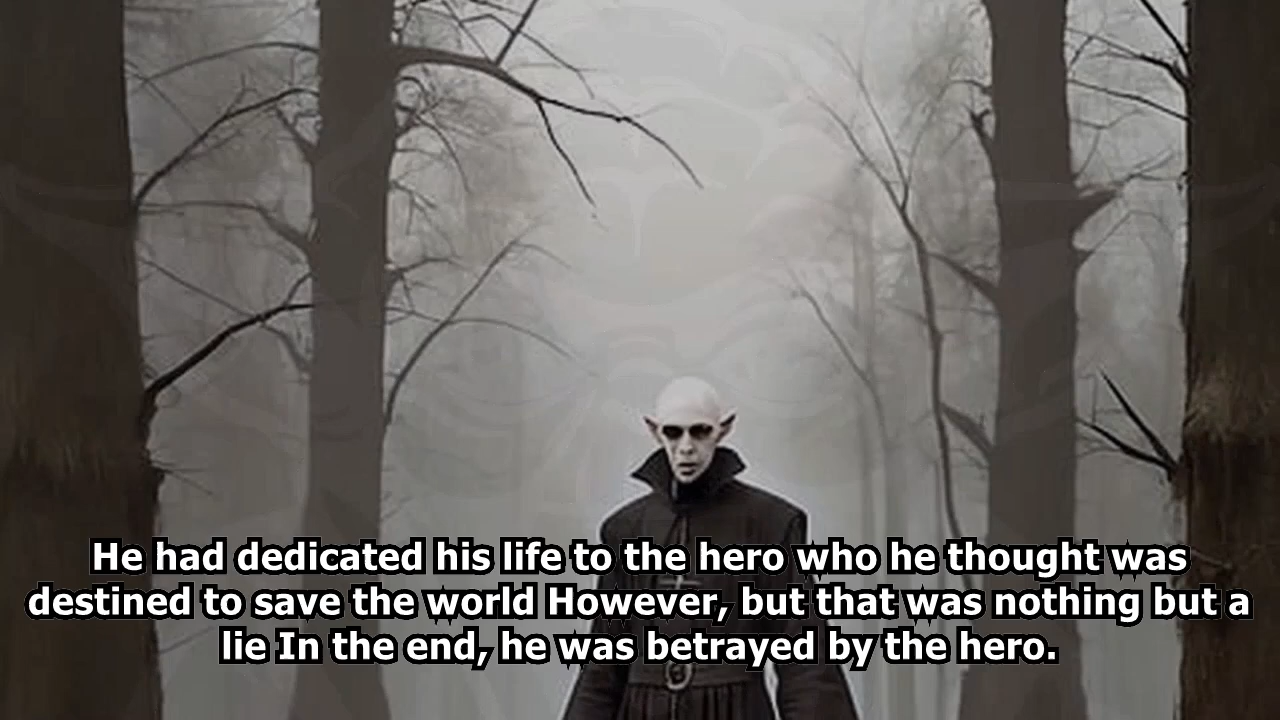 He had dedicated his life to the hero who he thought was
destined to save the world However, but that was nothing but a
lie In the end, he was betrayed by the hero.